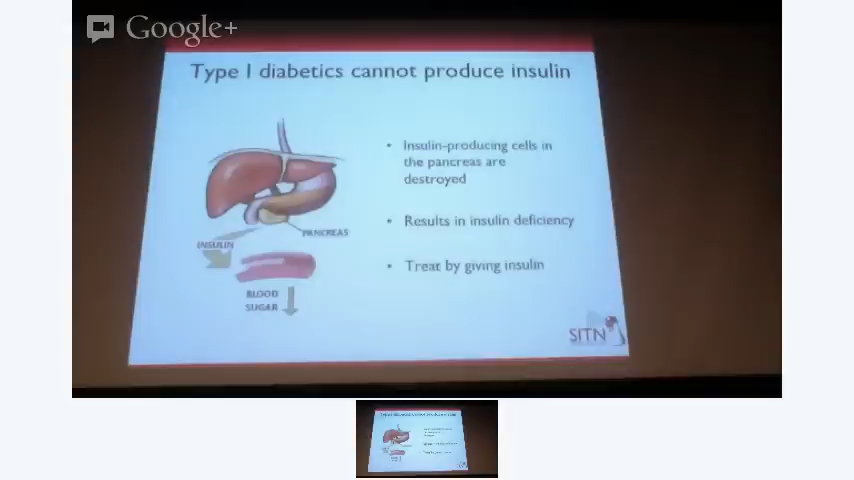 Google+
Type I diabetics cannot produce insulin
• Insulin-producing cells in
the pancreas are
destroyed
• Results in insulin deficiency
• Treat by giving insulin
PANCREAS
INSULIN
BLOOD
SUGAR
SITN